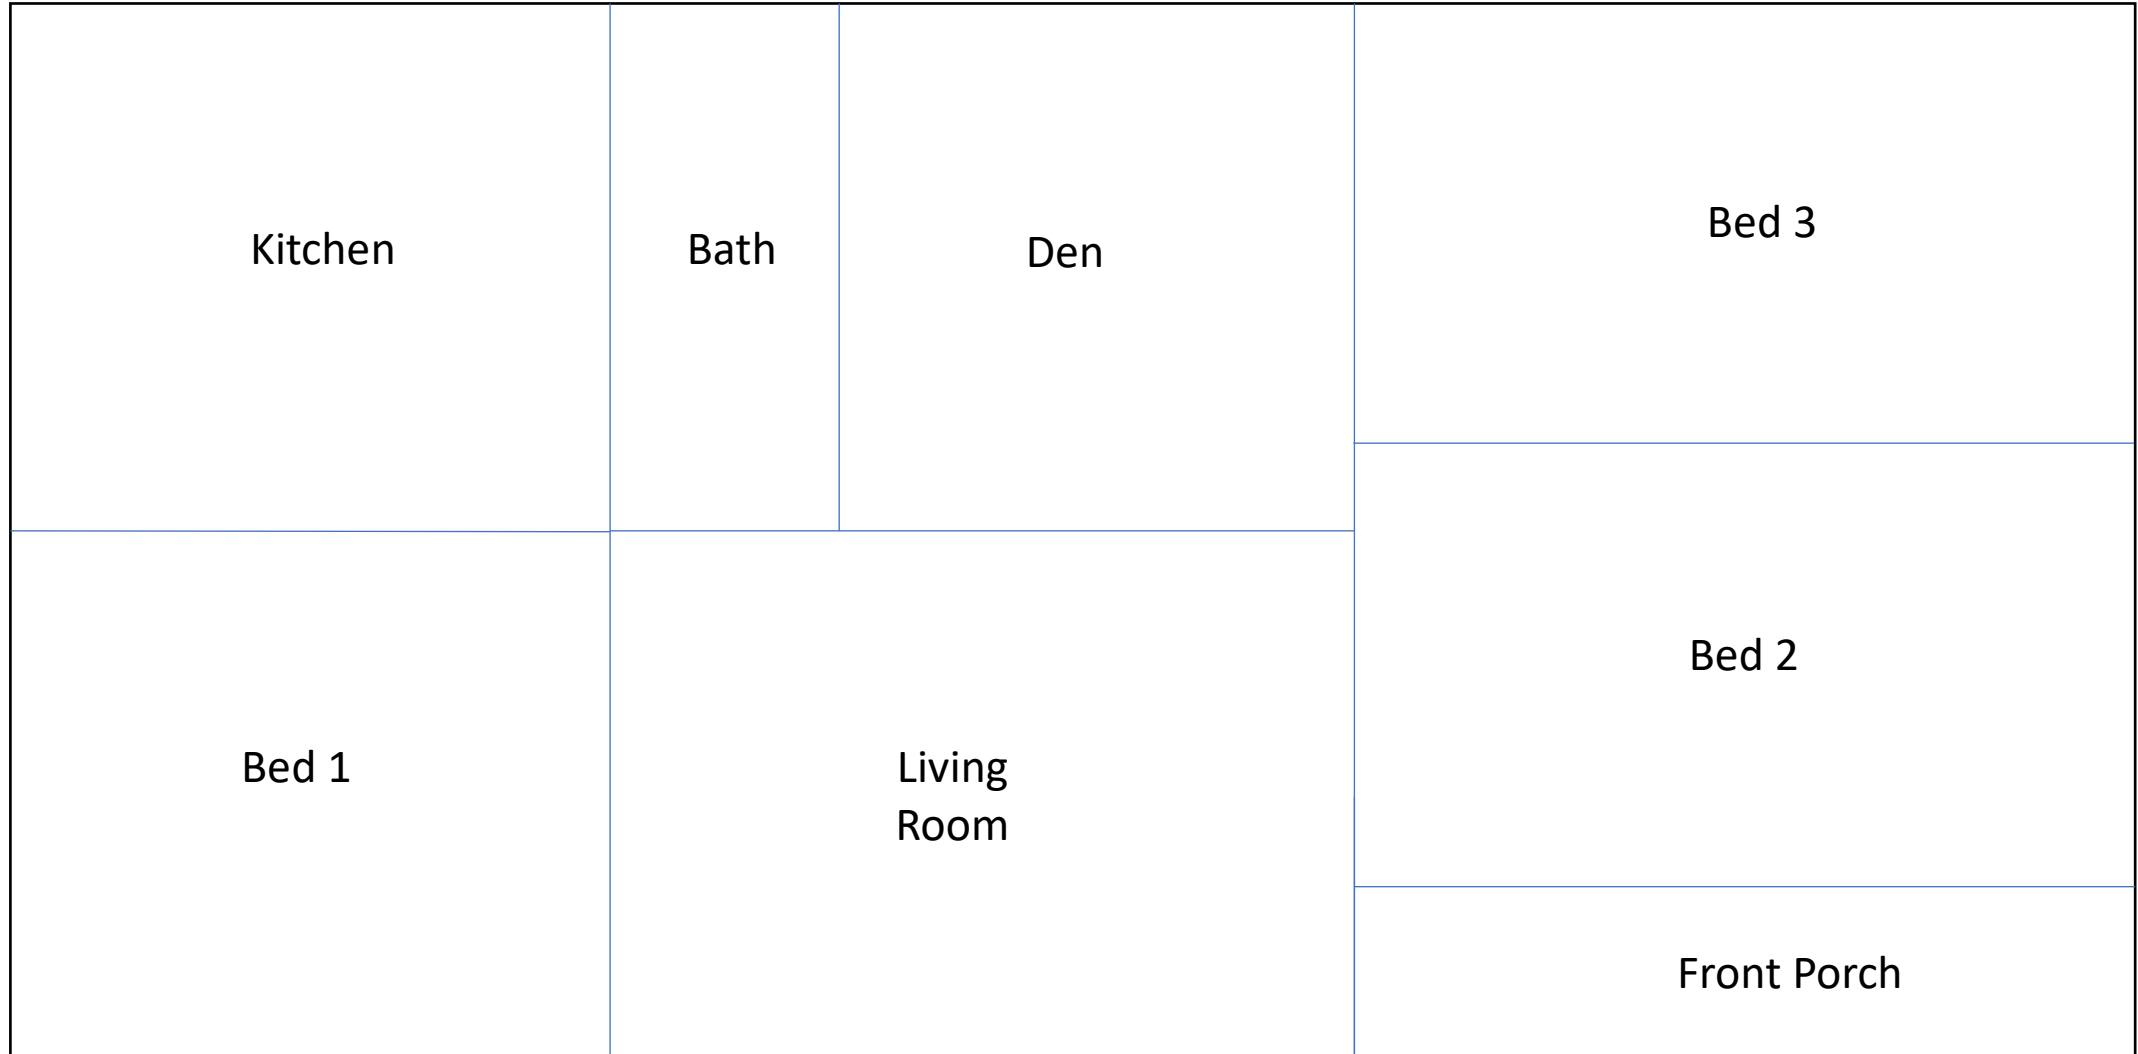 Kitchen
Bath
Den
Bed 3
Bed 1
Living
Room
Bed 2
Front Porch